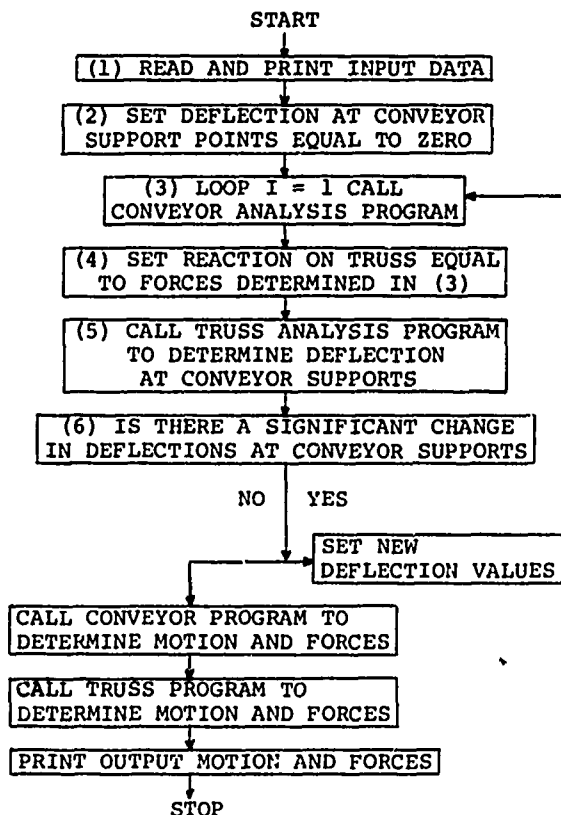 START
(1) READ AND PRINT INPUT DATA
(2) SET DEFLECTION AT CONVEYOR
SUPPORT POINTS EQUAL TO ZERO
(3) LOOP I = 1 CALL
CONVEYOR ANALYSIS PROGRAM
(4) SET REACTION ON TRUSS EQUAL
TO FORCES DETERMINED IN (3)
(5) CALL TRUSS ANALYSIS PROGRAM
TO DETERMINE DEFLECTION
AT CONVEYOR SUPPORTS
(6) IS THERE A SIGNIFICANT CHANGE
IN DEFLECTIONS AT CONVEYOR SUPPORTS
NO YES
SET NEW
DEFLECTION VALUES
CALL CONVEYOR PROGRAM TO
DETERMINE MOTION AND FORCES
CALL TRUSS PROGRAM TO
DETERMINE MOTION AND FORCES
PRINT OUTPUT MOTION AND FORCES
STOP